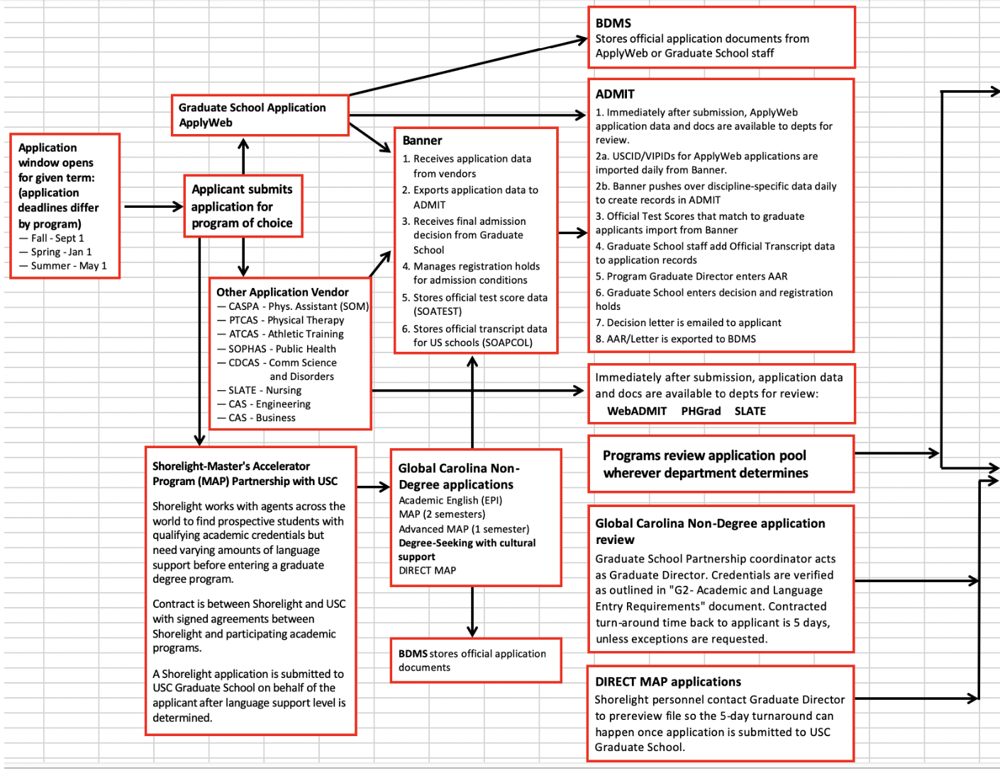 Application
window opens
for given term:
(application
deadlines differ
by program)
— Fall - Sept 1
— Spring - Jan 1
— Summer - May 1
Applicant submits
application for
program of choice
Graduate School Application
ApplyWeb
Other Application Vendor
— CASPA - Phys. Assistant (SOM)
— PTCAS - Physical Therapy
— ATCAS - Athletic Training
— SOPHAS - Public Health
— CDCAS - Comm Science
and Disorders
— SLATE - Nursing
— CAS - Engineering
— CAS - Business
Shorelight-Master's Accelerator
Program (MAP) Partnership with USC
Shorelight works with agents across the
world to find prospective students with
qualifying academic credentials but
need varying amounts of language
support before entering a graduate
degree program.
Contract is between Shorelight and USC
with signed agreements between
Shorelight and participating academic
programs.
A Shorelight application is submitted to
USC Graduate School on behalf of the
applicant after language support level is
determined.
Banner
1. Receives application data
from vendors
2. Exports application data to
ADMIT
3. Receives final admission
decision from Graduate
School
4. Manages registration holds
for admission conditions
5. Stores official test score data
(SOATEST)
6. Stores official transcript data
for US schools (SOAPCOL)
Global Carolina Non-
Degree applications
Academic English (EPI)
MAP (2 semesters)
Advanced MAP (1 semester)
Degree-Seeking with cultural
support
DIRECT MAP
BDMS stores official application
documents
BDMS
Stores official application documents from
ApplyWeb or Graduate School staff
ADMIT
1. Immediately after submission, ApplyWeb
application data and docs are available to depts for
review.
2a. USCID/VIPIDs for ApplyWeb applications are
imported daily from Banner.
2b. Banner pushes over discipline-specific data daily
to create records in ADMIT
3. Official Test Scores that match to graduate
applicants import from Banner
4. Graduate School staff add Official Transcript data
to application records
5. Program Graduate Director enters AAR
6. Graduate School enters decision and registration
holds
7. Decision letter is emailed to applicant
8. AAR/Letter is exported to BDMS
Immediately after submission, application data
and docs are available to depts for review:
WebADMIT PHGrad SLATE
Programs review application pool
wherever department determines
Global Carolina Non-Degree application
review
Graduate School Partnership coordinator acts
as Graduate Director. Credentials are verified
as outlined in "G2- Academic and Language
Entry Requirements" document. Contracted
turn-around time back to applicant is 5 days,
unless exceptions are requested.
DIRECT MAP applications
Shorelight personnel contact Graduate Director
to prereview file so the 5-day turnaround can
happen once application is submitted to USC
Graduate School.